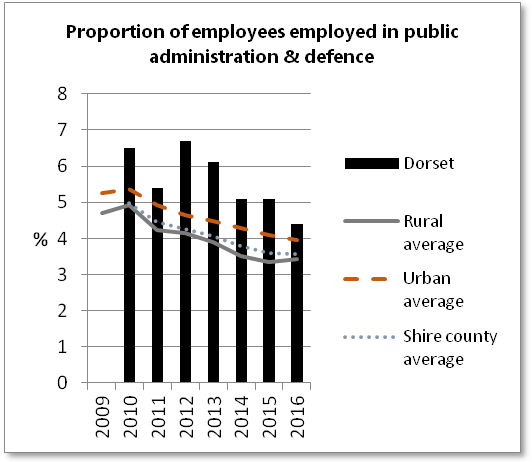 Proportion of employees employed in public
administration & defence
8
7
6
5
4
3
2
1
0
%
2009
2010
2011
2012
2013
2014
2015
2016
Dorset
Rural
average
Urban
average
Shire county
average